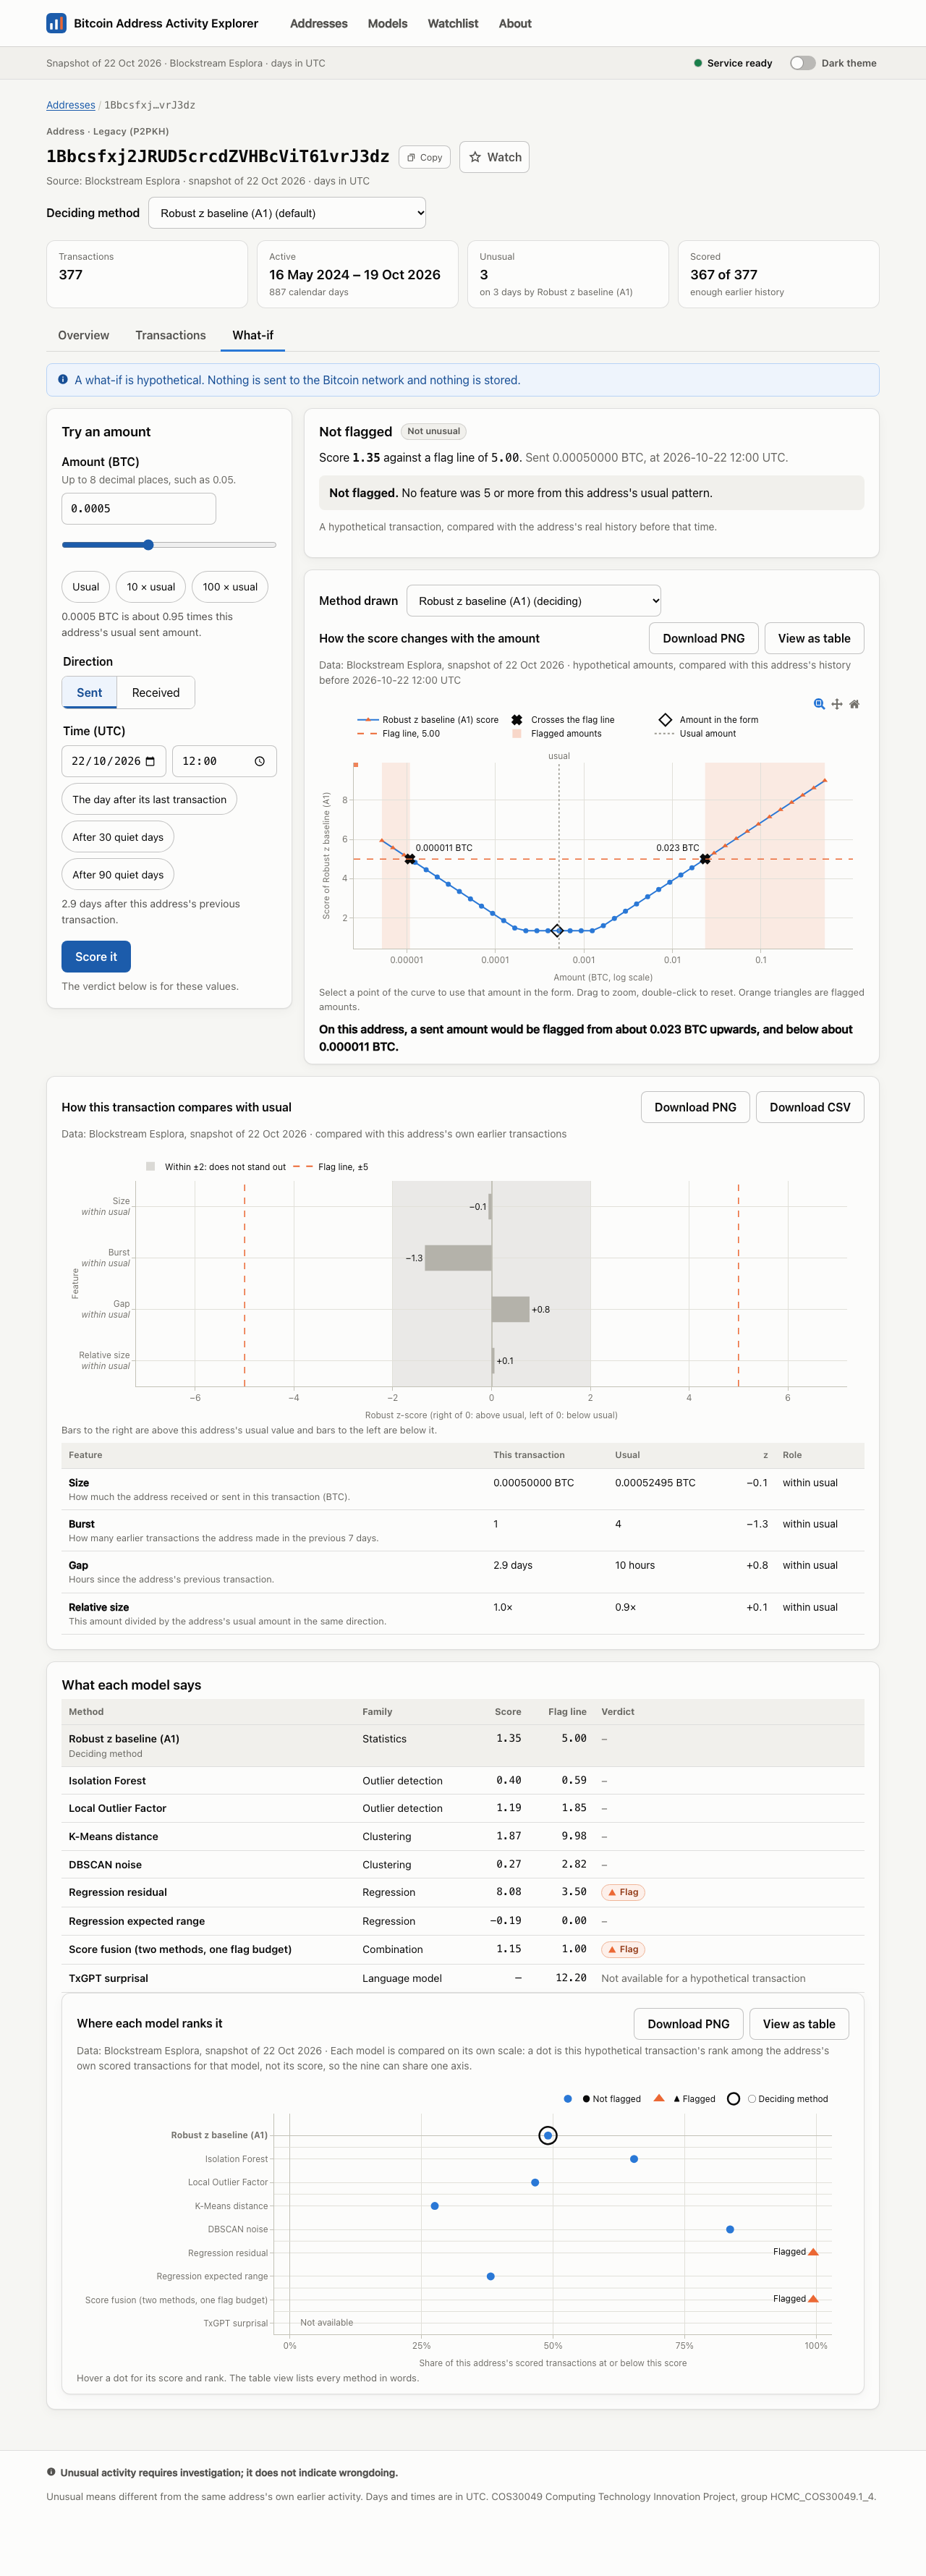 Bitcoin Address Activity Explorer
Addresses
Models
Watchlist
About
Snapshot of 22 Oct 2026 · Blockstream Esplora · days in UTC
Service ready
Dark theme
Addresses / 1Bbcsfxj…vrJ3dz
Address · Legacy (P2PKH)
1Bbcsfxj2JRUD5crcdZVHBcViT61vrJ3dz
Copy
Watch
Source: Blockstream Esplora · snapshot of 22 Oct 2026 · days in UTC
Deciding method
Robust z baseline (A1) (default)
Transactions
377
Active
16 May 2024 – 19 Oct 2026
887 calendar days
Unusual
3
on 3 days by Robust z baseline (A1)
Scored
367 of 377
enough earlier history
Overview
Transactions
What-if
A what-if is hypothetical. Nothing is sent to the Bitcoin network and nothing is stored.
Try an amount
Amount (BTC)
Up to 8 decimal places, such as 0.05.
0.0005
Usual
10 × usual
100 × usual
0.0005 BTC is about 0.95 times this
address's usual sent amount.
Direction
Sent
Received
Time (UTC)
22/10/2026
12:00
The day after its last transaction
After 30 quiet days
After 90 quiet days
2.9 days after this address's previous
transaction.
Score it
The verdict below is for these values.
Not flagged
Not unusual
Score 1.35 against a flag line of 5.00. Sent 0.00050000 BTC, at 2026-10-22 12:00 UTC.
Not flagged. No feature was 5 or more from this address's usual pattern.
A hypothetical transaction, compared with the address's real history before that time.
Method drawn
Robust z baseline (A1) (deciding)
How the score changes with the amount
Download PNG
View as table
Data: Blockstream Esplora, snapshot of 22 Oct 2026 · hypothetical amounts, compared with this address's history
before 2026-10-22 12:00 UTC
Robust z baseline (A1) score
Crosses the flag line
Amount in the form
Flag line, 5.00
Flagged amounts
Usual amount
usual
Score of Robust z baseline (A1)
8
6
4
2
0.000011 BTC
0.023 BTC
0.00001
0.0001
0.001
0.01
0.1
Amount (BTC, log scale)
Select a point of the curve to use that amount in the form. Drag to zoom, double-click to reset. Orange triangles are flagged
amounts.
On this address, a sent amount would be flagged from about 0.023 BTC upwards, and below about
0.000011 BTC.
How this transaction compares with usual
Download PNG
Download CSV
Data: Blockstream Esplora, snapshot of 22 Oct 2026 · compared with this address's own earlier transactions
Within ±2: does not stand out
Flag line, ±5
Feature
Size
within usual
−0.1
Burst
within usual
−1.3
Gap
within usual
+0.8
Relative size
within usual
+0.1
−6
−4
−2
0
2
4
6
Robust z-score (right of 0: above usual, left of 0: below usual)
Bars to the right are above this address's usual value and bars to the left are below it.
Feature This transaction Usual z Role
Size 0.00050000 BTC 0.00052495 BTC −0.1 within usual
How much the address received or sent in this transaction (BTC).
Burst 1 4 −1.3 within usual
How many earlier transactions the address made in the previous 7 days.
Gap 2.9 days 10 hours +0.8 within usual
Hours since the address's previous transaction.
Relative size 1.0× 0.9× +0.1 within usual
This amount divided by the address's usual amount in the same direction.
What each model says
Method Family Score Flag line Verdict
Robust z baseline (A1) Statistics 1.35 5.00 –
Deciding method
Isolation Forest Outlier detection 0.40 0.59 –
Local Outlier Factor Outlier detection 1.19 1.85 –
K-Means distance Clustering 1.87 9.98 –
DBSCAN noise Clustering 0.27 2.82 –
Regression residual Regression 8.08 3.50 Flag
Regression expected range Regression −0.19 0.00 –
Score fusion (two methods, one flag budget) Combination 1.15 1.00 Flag
TxGPT surprisal Language model – 12.20 Not available for a hypothetical transaction
Where each model ranks it
Download PNG
View as table
Data: Blockstream Esplora, snapshot of 22 Oct 2026 · Each model is compared on its own scale: a dot is this hypothetical transaction's rank among the address's
own scored transactions for that model, not its score, so the nine can share one axis.
● Not flagged
▲ Flagged
○ Deciding method
Robust z baseline (A1)
Isolation Forest
Local Outlier Factor
K-Means distance
DBSCAN noise
Regression residual
Flagged
Regression expected range
Score fusion (two methods, one flag budget)
Flagged
TxGPT surprisal
Not available
0%
25%
50%
75%
100%
Share of this address's scored transactions at or below this score
Hover a dot for its score and rank. The table view lists every method in words.
Unusual activity requires investigation; it does not indicate wrongdoing.
Unusual means different from the same address's own earlier activity. Days and times are in UTC. COS30049 Computing Technology Innovation Project, group HCMC_COS30049.1_4.